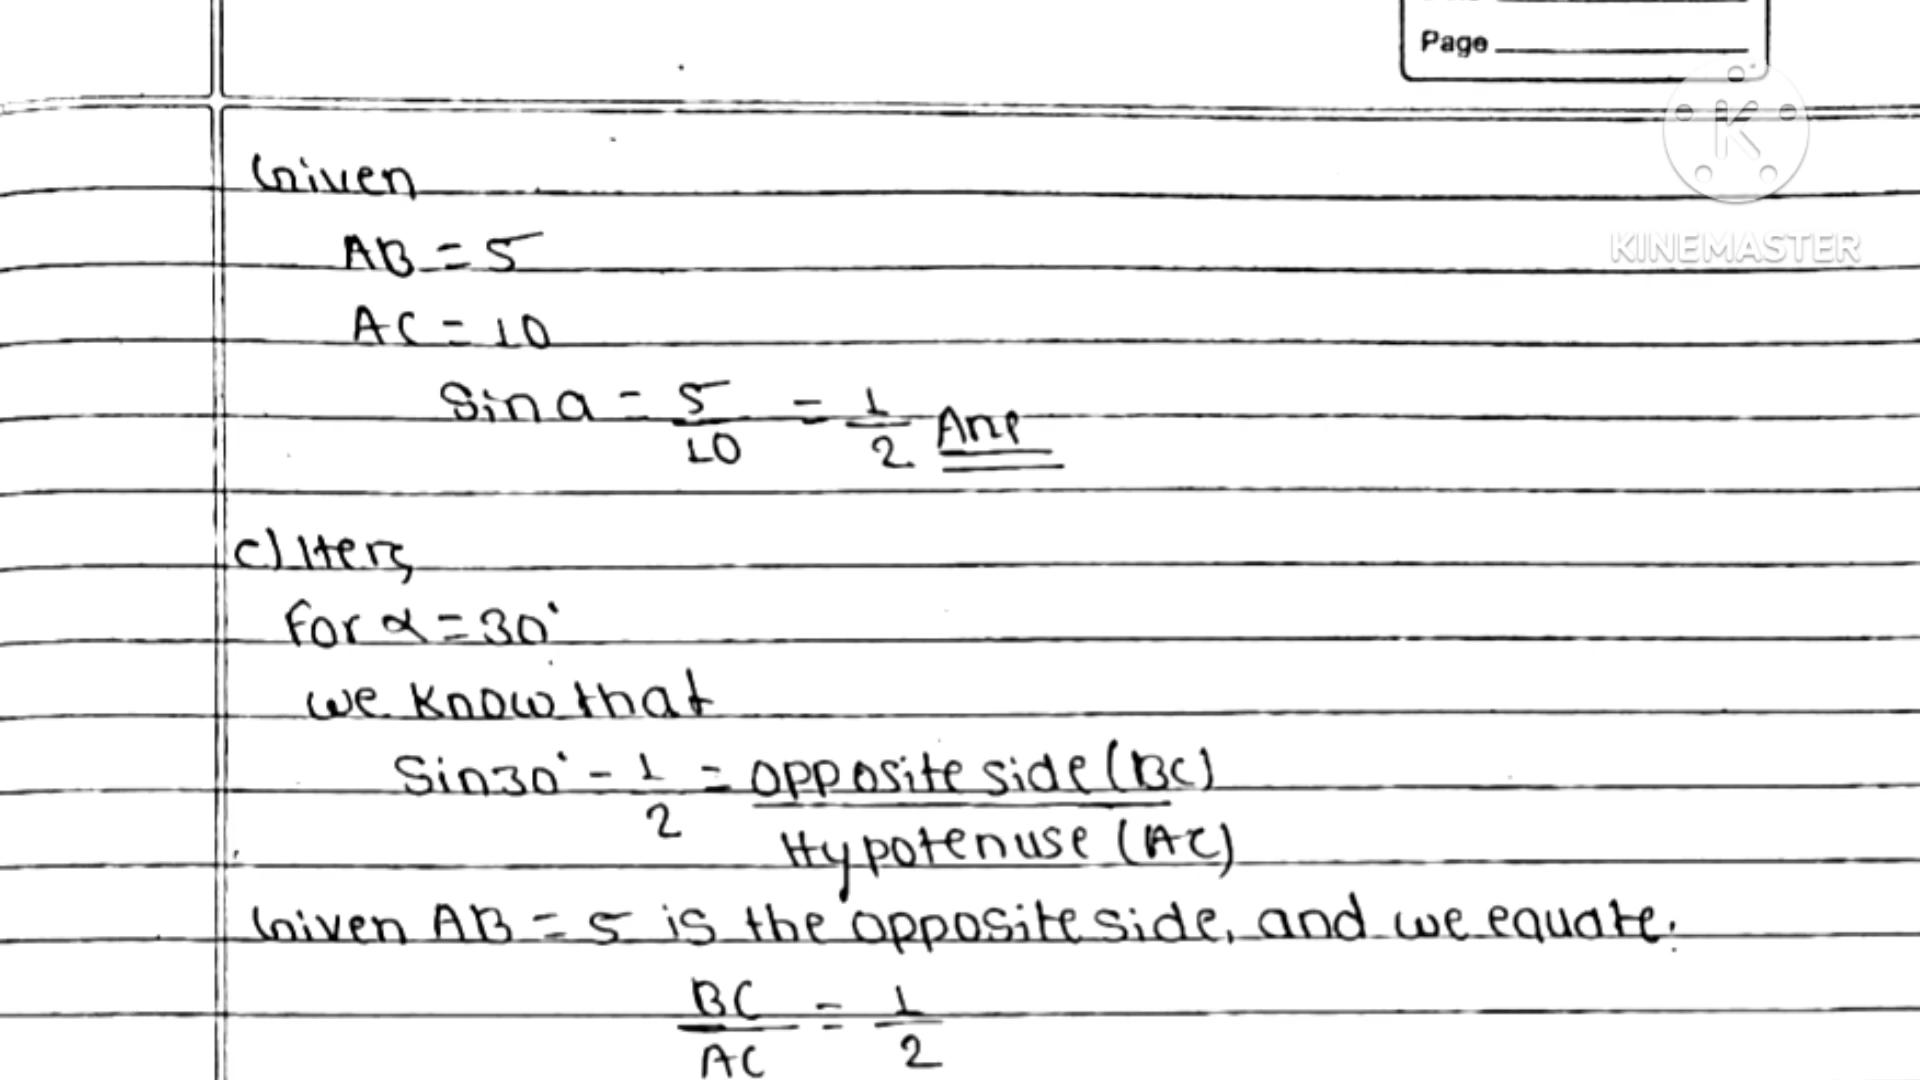 Page
K
KINEMASTER
Given
AB = 5
AC = 10
Sin a = 5/10 = 1/2 Ans
c) Here,
For α = 30°
we know that
Sin 30° - 1/2 = opposite side (BC) / Hypotenuse (AC)
Given AB = 5 is the opposite side, and we equate.
BC/AC = 1/2